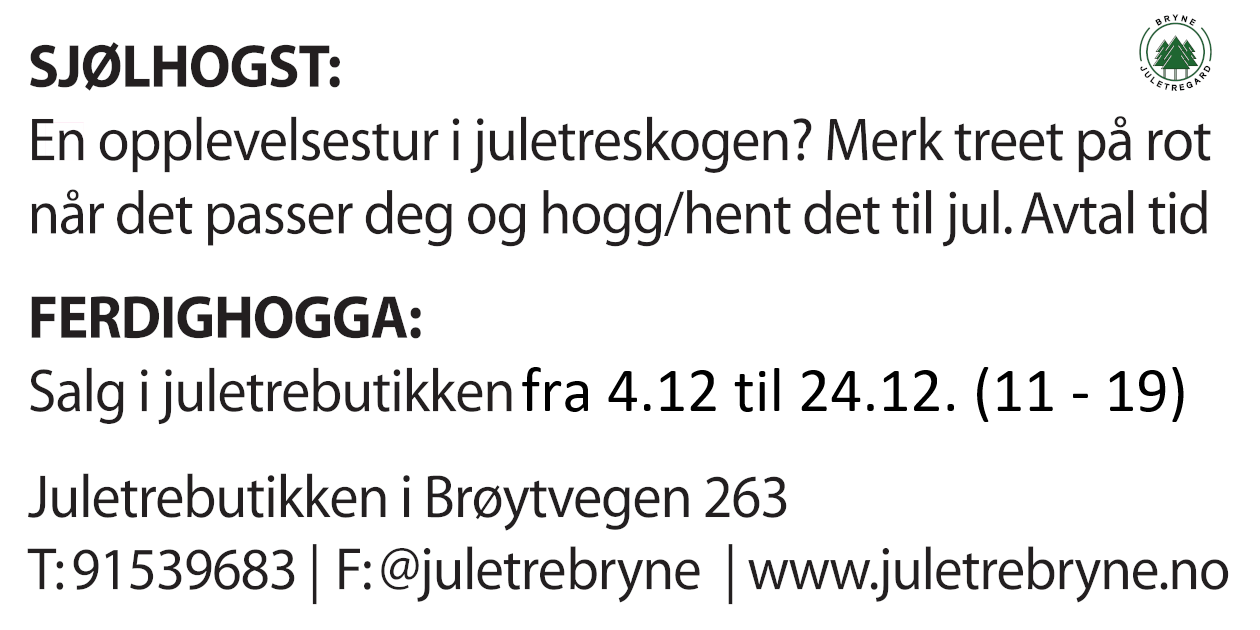 BRYNE
JULETREGARD
SJØLHOGST:
En opplevelsestur i juletreskogen? Merk treet på rot
når det passer deg og hogg/hent det til jul. Avtal tid
FERDIGHOGGA:
Salg i juletrebutikken fra 4.12 til 24.12. (11 - 19)
Juletrebutikken i Brøytvegen 263
T: 91539683 | F: @juletrebryne | www.juletrebryne.no